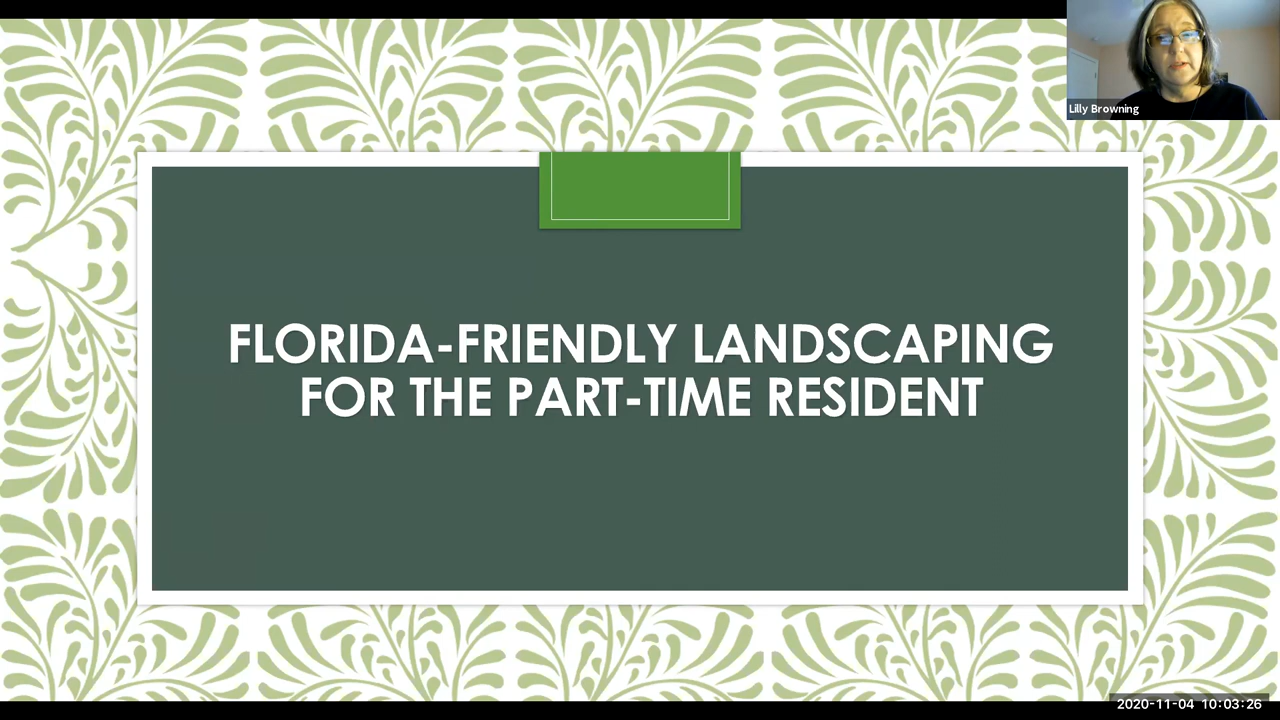 Lilly Browning
FLORIDA-FRIENDLY LANDSCAPING
FOR THE PART-TIME RESIDENT
2020-11-04 10:03:26